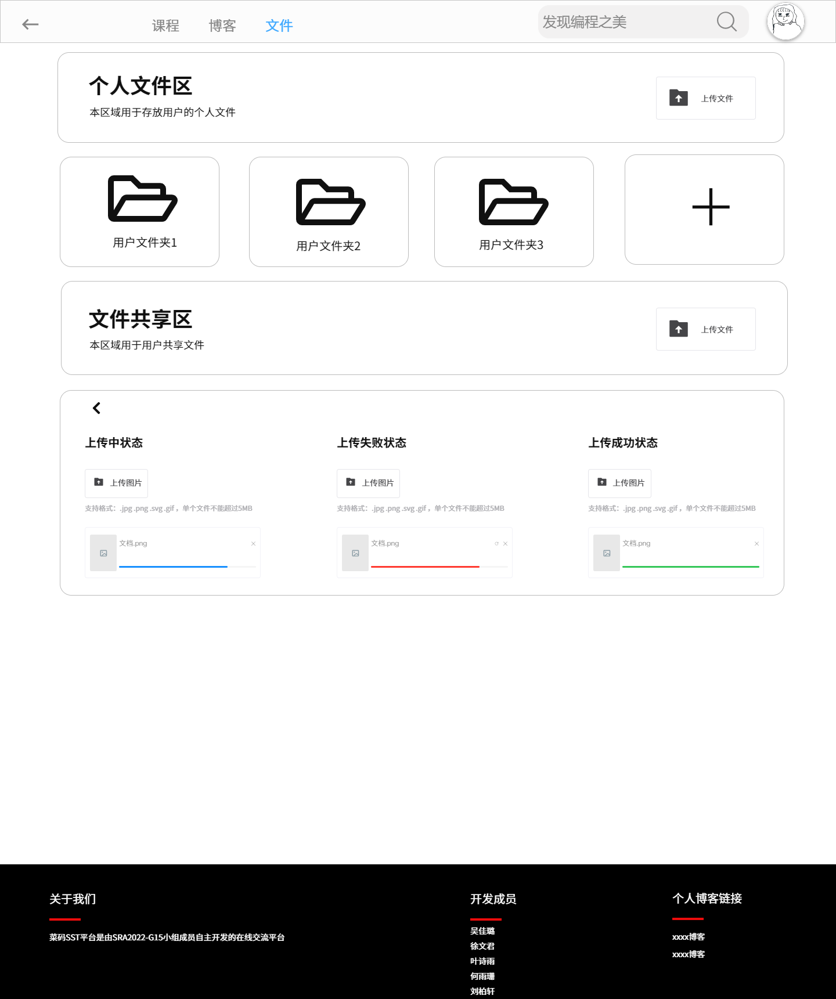 课程 博客 文件 发现编程之美
个人文件区
本区域用于存放用户的个人文件
上传文件
用户文件夹1
用户文件夹2
用户文件夹3
文件共享区
本区域用于用户共享文件
上传文件
上传中状态
上传图片
支持格式：.jpg .png .svg .gif ，单个文件不能超过5MB
文档.png
上传失败状态
上传图片
支持格式：.jpg .png .svg .gif ，单个文件不能超过5MB
文档.png
上传成功状态
上传图片
支持格式：.jpg .png .svg .gif ，单个文件不能超过5MB
文档.png
关于我们
菜码SST平台是由SRA2022-G15小组成员自主开发的在线交流平台
开发成员
吴佳璐
徐文君
叶诗雨
何雨珊
刘柏轩
个人博客链接
xxxx博客
xxxx博客